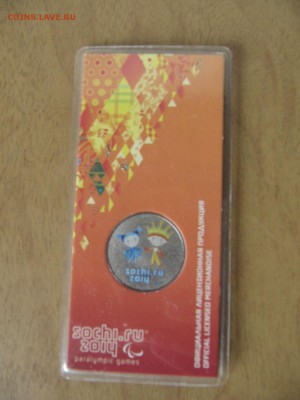 COINS.LAVE.RU
sochi.ru
2014
sochi.ru
2014
paralympic games
ОФИЦИАЛЬНАЯ ЛИЦЕНЗИОННАЯ ПРОДУКЦИЯ
OFFICIAL LICENSED MERCHANDISE